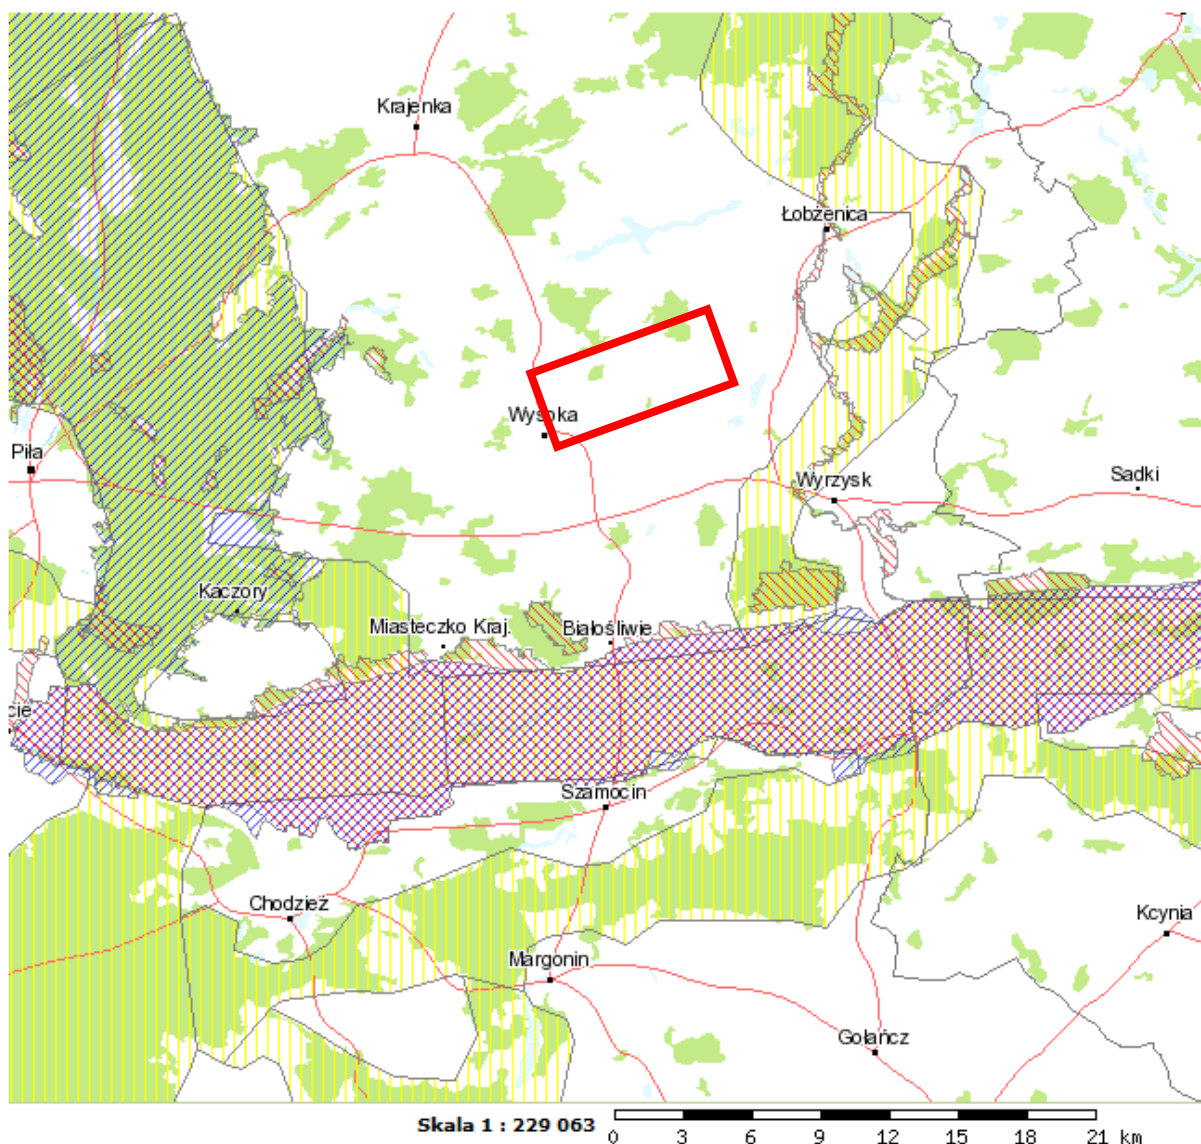 Krajenka
Łobżenica
Wysoka
Piła
Wyrzysk
Sadki
Kaczory
Miasteczko Kraj.
Białośliwie
cie
Szamocin
Chodzież
Kcynia
Margonin
Gołańcz
Skala 1 : 229 063
0 3 6 9 12 15 18 21 km